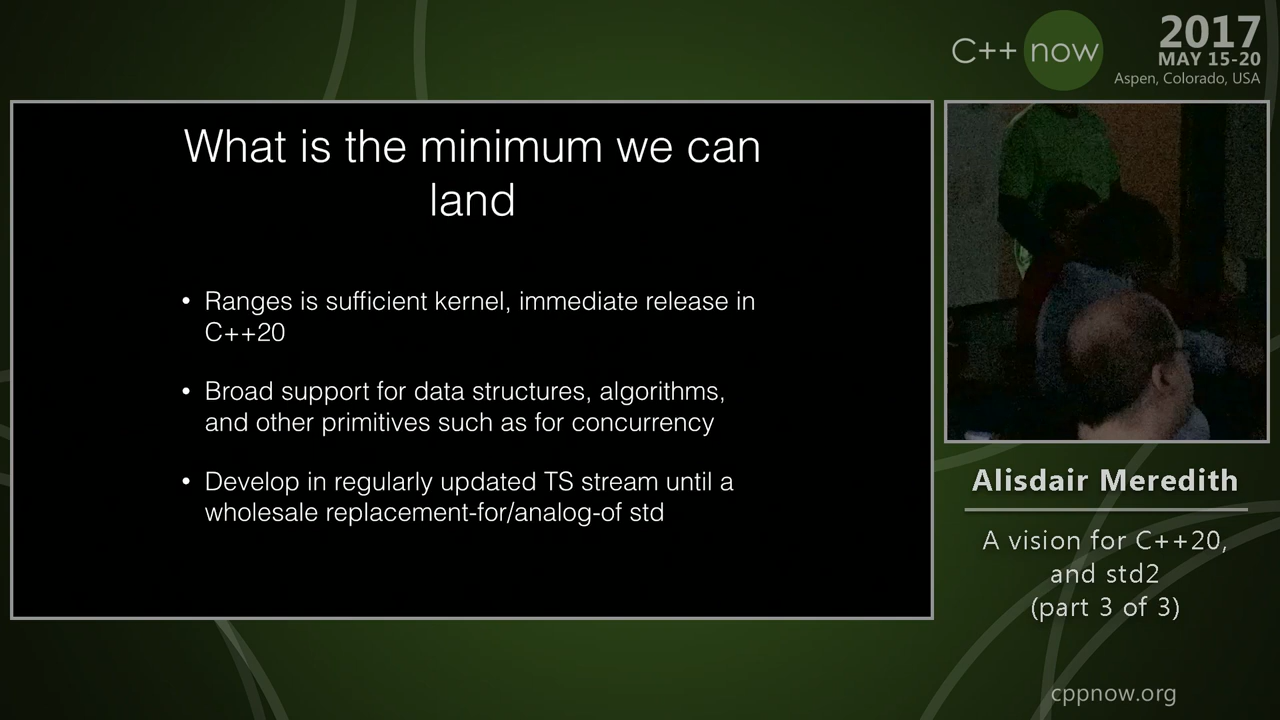 C++ now
2017
MAY 15-20
Aspen, Colorado, USA
What is the minimum we can
land
• Ranges is sufficient kernel, immediate release in
C++20
• Broad support for data structures, algorithms,
and other primitives such as for concurrency
• Develop in regularly updated TS stream until a
wholesale replacement-for/analog-of std
Alisdair Meredith
A vision for C++20,
and std2
(part 3 of 3)
cppnow.org